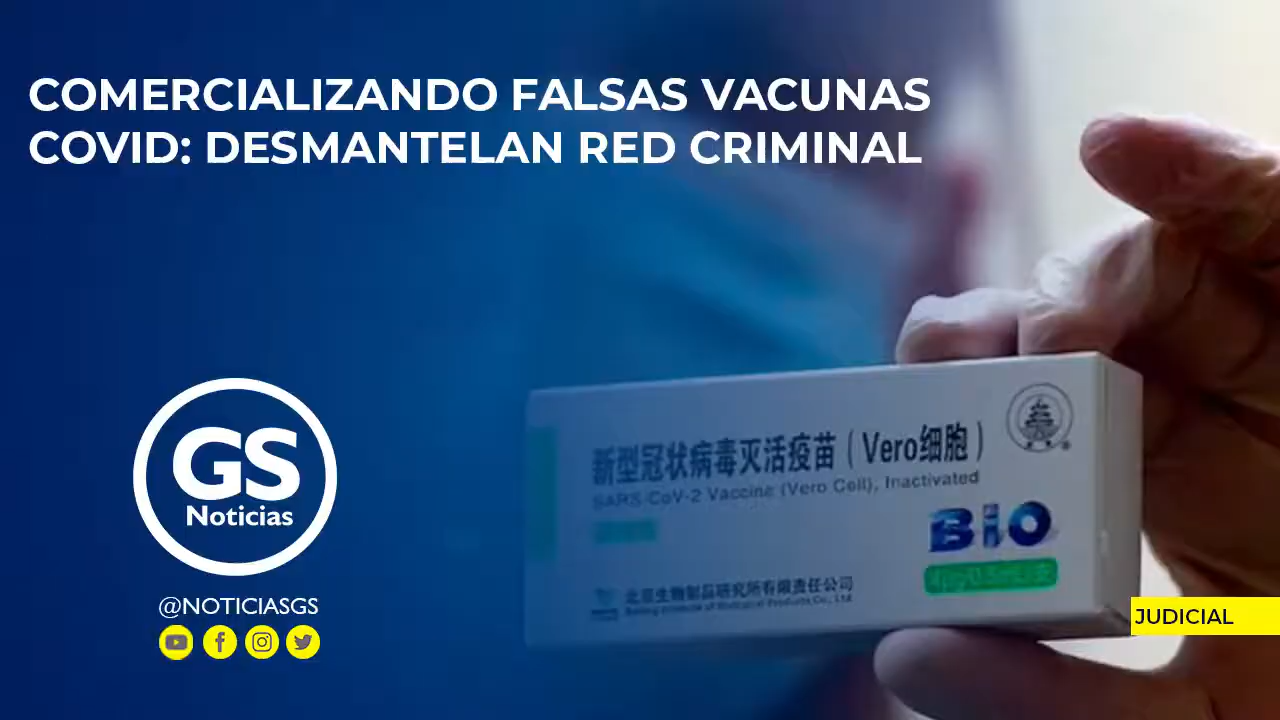 COMERCIALIZANDO FALSAS VACUNAS
COVID: DESMANTELAN RED CRIMINAL
新型冠状病毒灭活疫苗（Vero细胞）
SARS-CoV-2 Vaccine (Vero Cell), Inactivated
BiO
北京生物制品研究所有限责任公司
Beijing Institute of Biological Products Co., Ltd
GS
Noticias
@NOTICIASGS
JUDICIAL